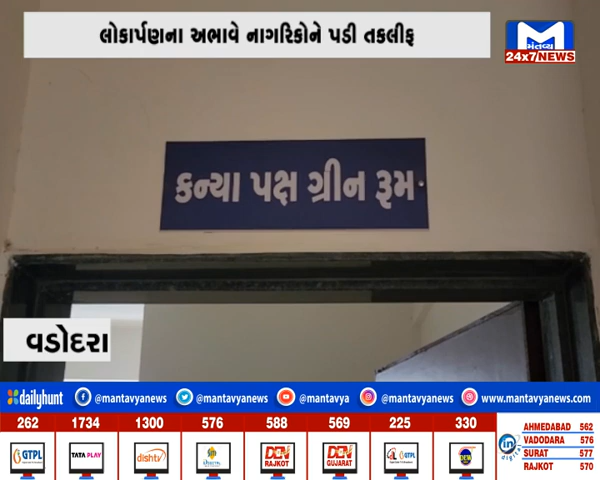 લોકાર્પણના અભાવે નાગરિકોને પડી તકલીફ
મંતવ્ય
24x7NEWS
કન્યા પક્ષ ગ્રીન રૂમ
વડોદરા
dailyhunt @mantavyanews @mantavya @mantavyanews @mantavyanews www.mantavyanews.com
262 1734 1300 576 588 569 225 330
GTPL TATA PLAY dishtv DEN RAJKOT DEN GUJARAT GTPL
in digital
AHMEDABAD 562
VADODARA 576
SURAT 577
RAJKOT 570